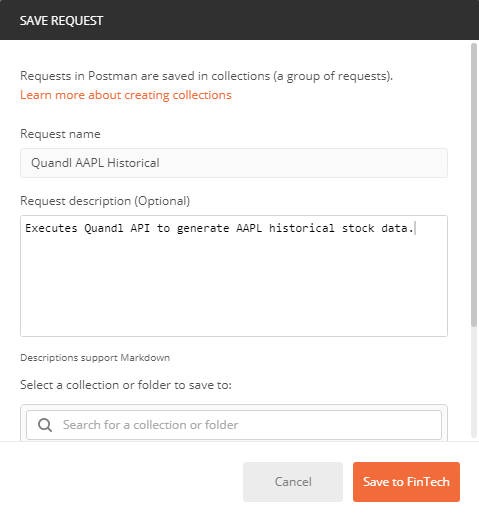 SAVE REQUEST
Requests in Postman are saved in collections (a group of requests).
Learn more about creating collections
Request name
Quandl AAPL Historical
Request description (Optional)
Executes Quandl API to generate AAPL historical stock data.
Descriptions support Markdown
Select a collection or folder to save to:
Search for a collection or folder
Cancel
Save to FinTech